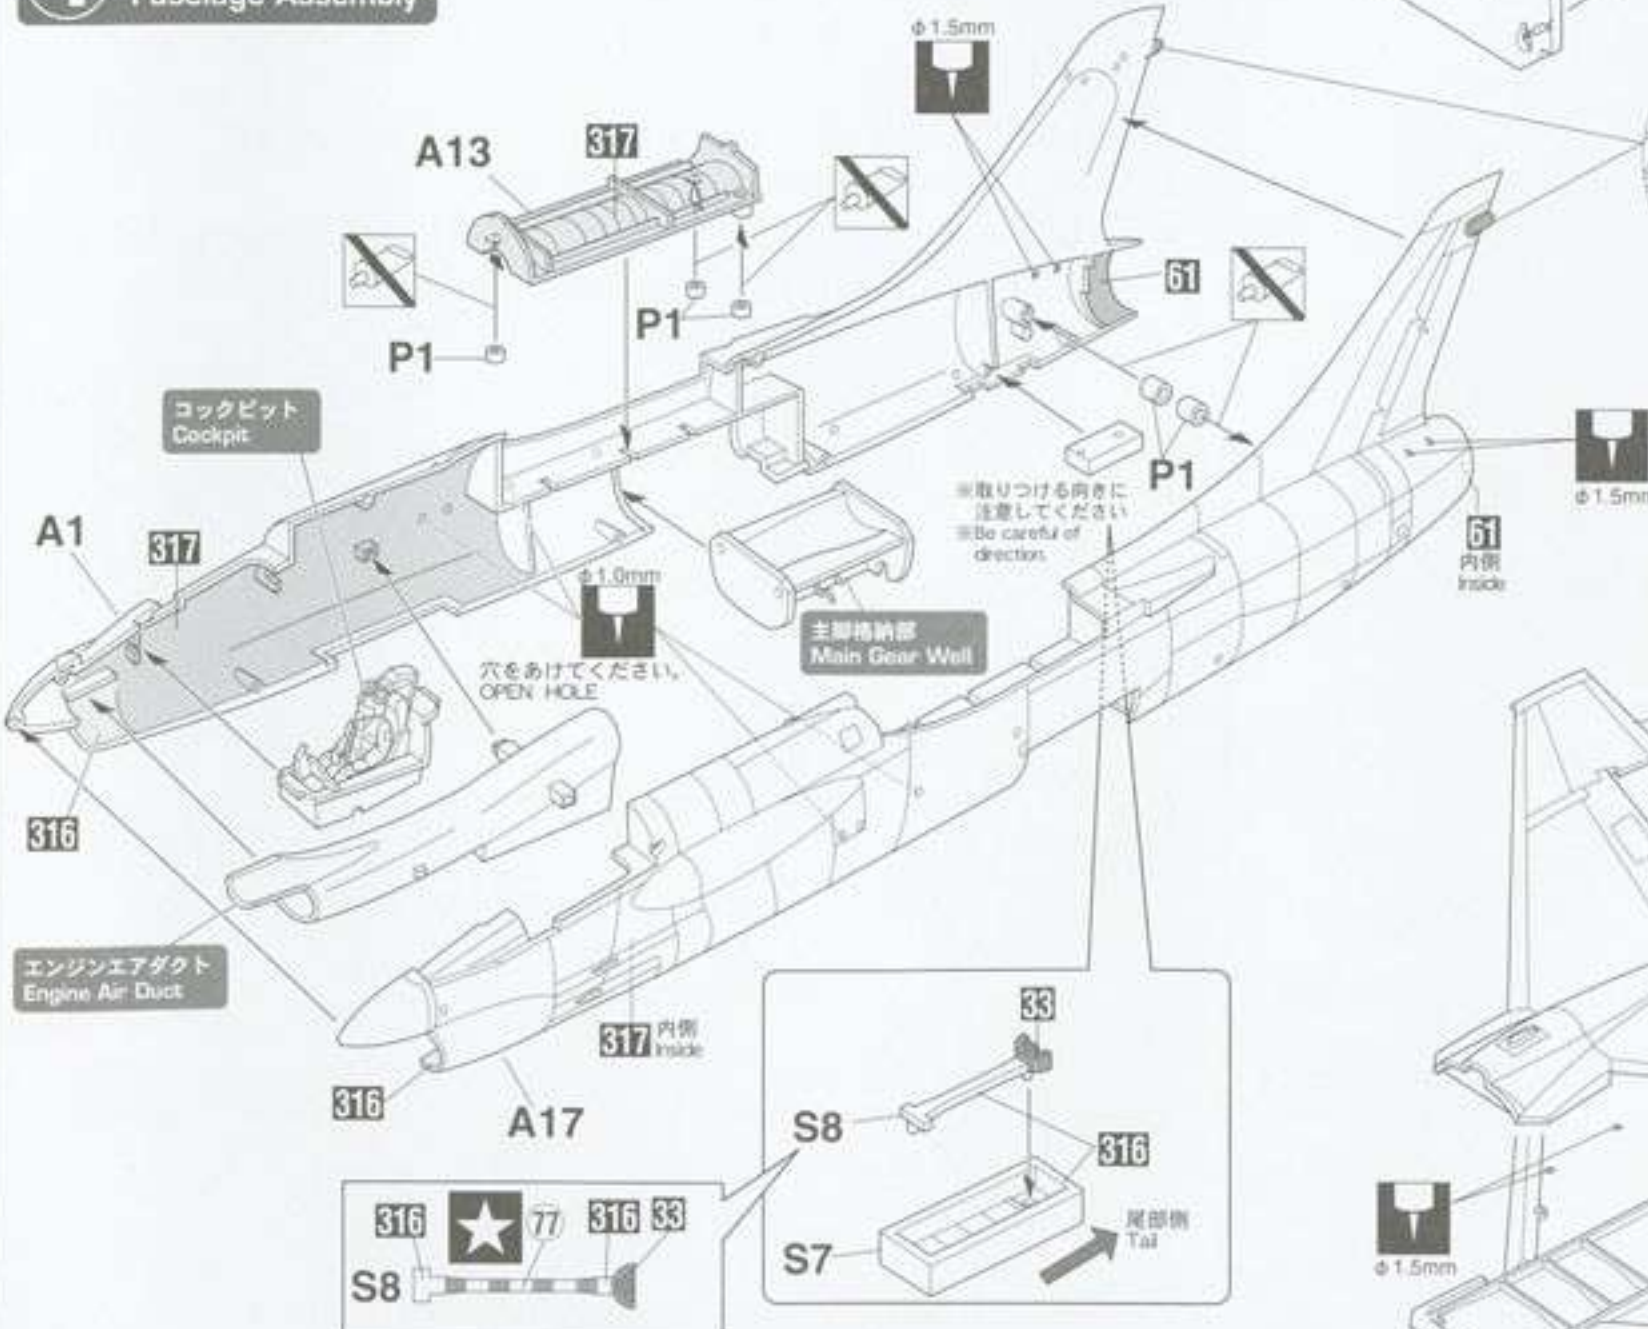 Fuselage Assembly
φ1.5mm
A13
317
61
P1
P1
コックピット
Cockpit
A1
317
※取りつける向きに
注意してください
※Be careful of
direction.
P1
φ1.5mm
61
内側
Inside
φ1.0mm
穴をあけてください。
OPEN HOLE
主脚格納部
Main Gear Well
316
エンジンエアダクト
Engine Air Duct
317 内側
Inside
316
A17
33
S8
316
S7
尾部側
Tail
316
77
316
33
S8
φ1.5mm